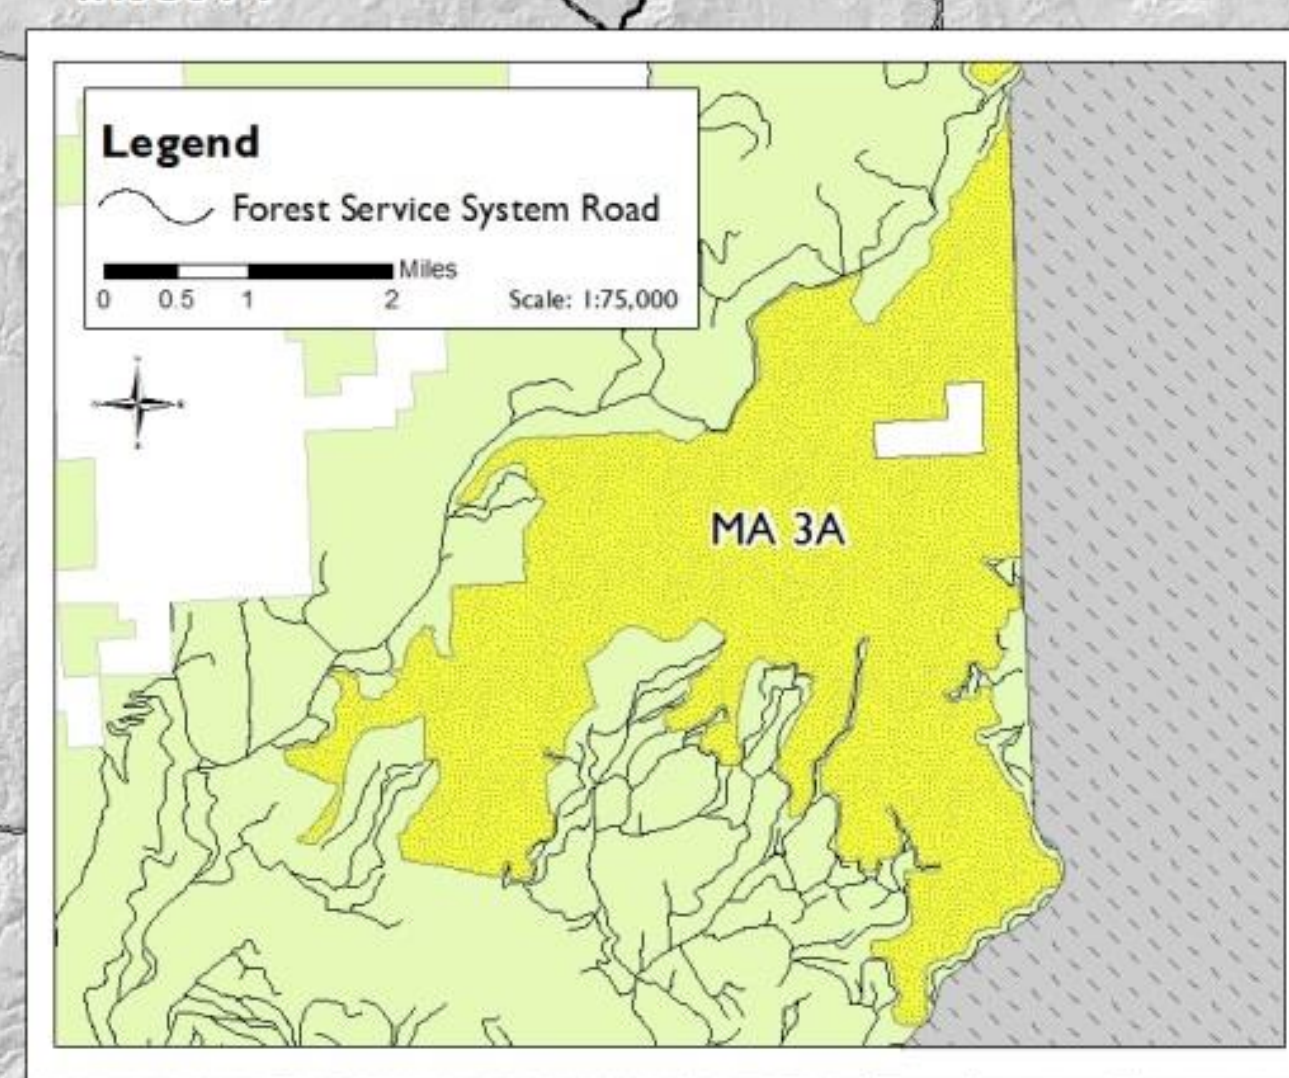 Legend
Forest Service System Road
Miles
0 0.5 1 2 Scale: 1:75,000
MA 3A